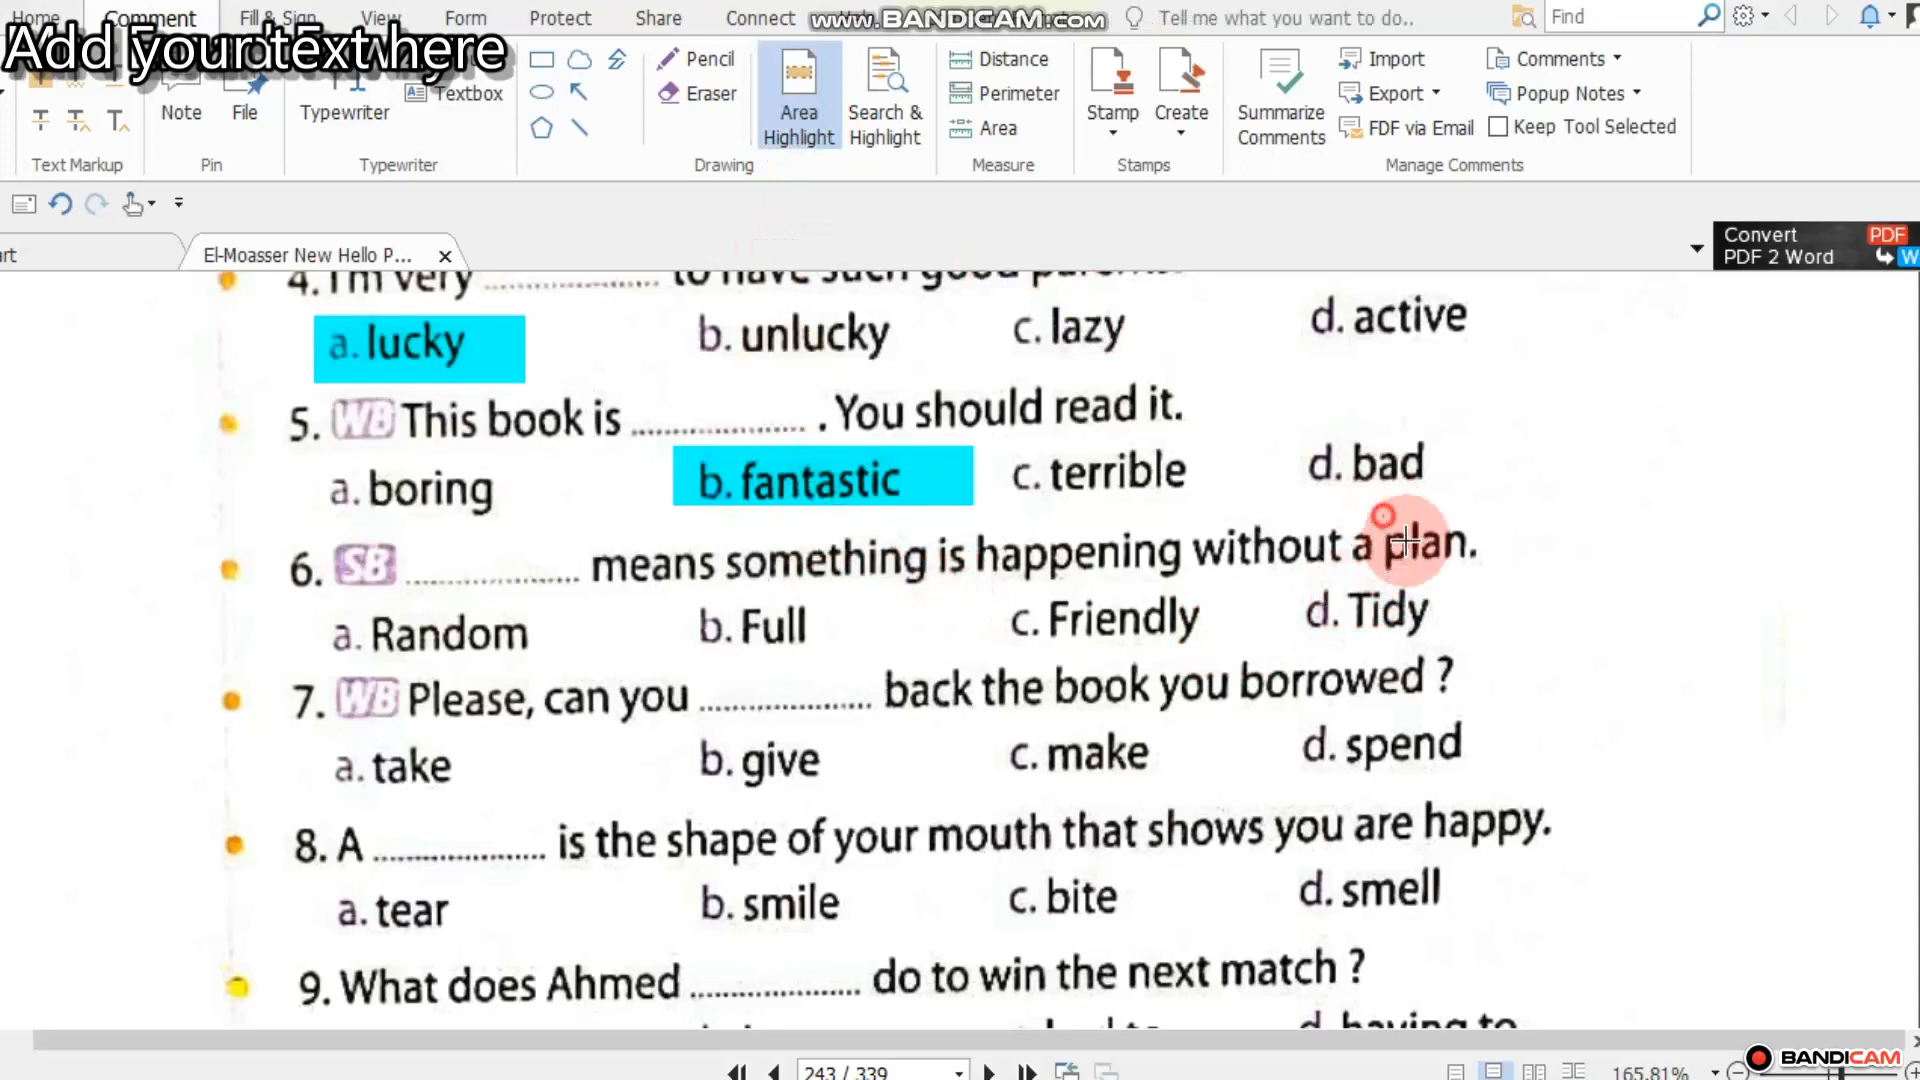 Home Comment Fill & Sign View Form Protect Share Connect www.BANDICAM.com Tell me what you want to do.. Find
Add your text here
Pencil Distance Import Comments
Textbox Eraser Perimeter Export Popup Notes
Note File Typewriter Area Highlight Search & Highlight Area Stamp Create Summarize Comments FDF via Email Keep Tool Selected
Text Markup Pin Typewriter Drawing Measure Stamps Manage Comments
rt El-Moasser New Hello P... Convert PDF
PDF 2 Word W
4. I'm very .................... to have such good parents.
a. lucky b. unlucky c. lazy d. active
5. WB This book is .................... . You should read it.
a. boring b. fantastic c. terrible d. bad
6. SB .................... means something is happening without a plan.
a. Random b. Full c. Friendly d. Tidy
7. WB Please, can you .................... back the book you borrowed ?
a. take b. give c. make d. spend
8. A .................... is the shape of your mouth that shows you are happy.
a. tear b. smile c. bite d. smell
9. What does Ahmed .................... do to win the next match ?
d. having to
243 / 339 165.81% BANDICAM